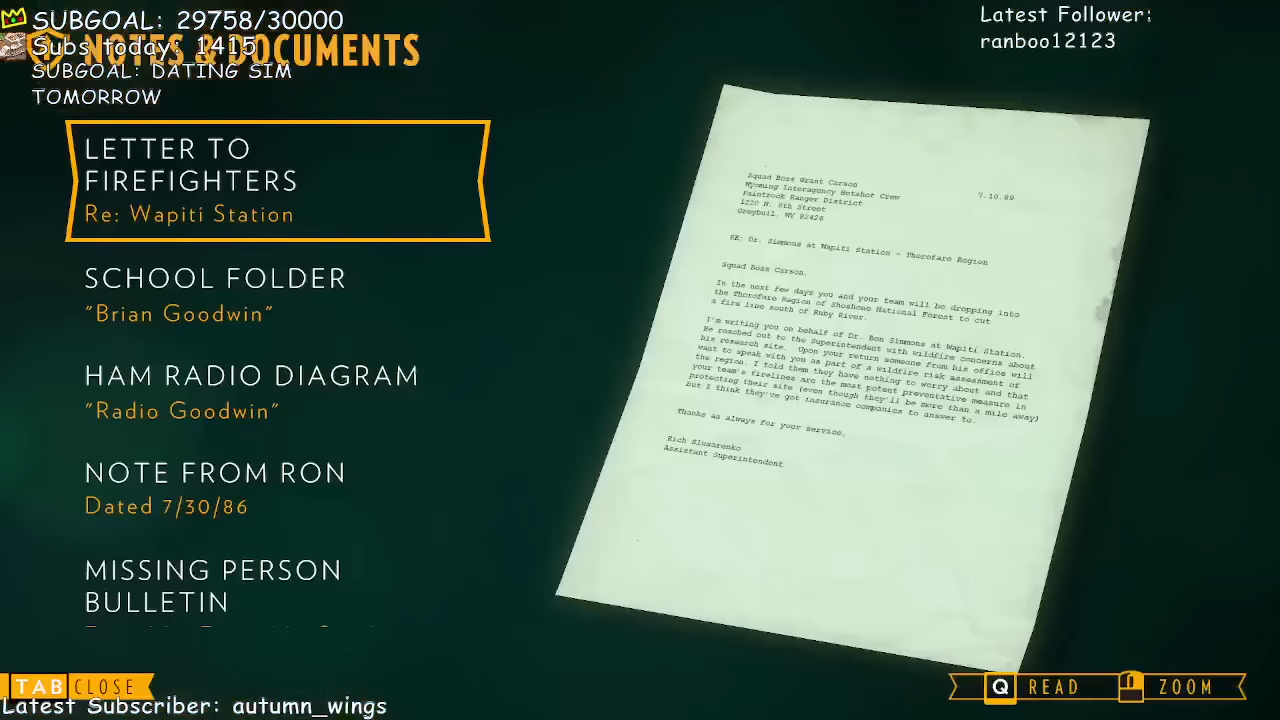 SUBGOAL: 29758/30000
Subs today: 1415
NOTES & DOCUMENTS
SUBGOAL: DATING SIM
TOMORROW
Latest Follower:
ranboo12123
LETTER TO
FIREFIGHTERS
Re: Wapiti Station
SCHOOL FOLDER
"Brian Goodwin"
HAM RADIO DIAGRAM
"Radio Goodwin"
NOTE FROM RON
Dated 7/30/86
MISSING PERSON
BULLETIN
Squad Boss Grant Carson
Wyoming Interagency Hotshot Crew
Paintrock Ranger District
1220 N. 8th Street
Greybull, WY 82426
7.10.89
RE: Dr. Simmons at Wapiti Station - Thorofare Region
Squad Boss Carson,
In the next few days you and your team will be dropping into
the Thorofare Region of Shoshone National Forest to cut
a fire line south of Ruby River.
I'm writing you on behalf of Dr. Ben Simmons at Wapiti Station.
He reached out to the Superintendent with wildfire concerns about
his research site. Upon your return someone from his office will
want to speak with you as part of a wildfire risk assessment of
the region. I told them they have nothing to worry about and that
your team's firelines are the most potent preventative measure in
protecting their site (even though they'll be more than a mile away)
but I think they've got insurance companies to answer to.
Thanks as always for your service,
Rich Sluzarenko
Assistant Superintendent
TAB CLOSE
Q READ
ZOOM
Latest Subscriber: autumn_wings